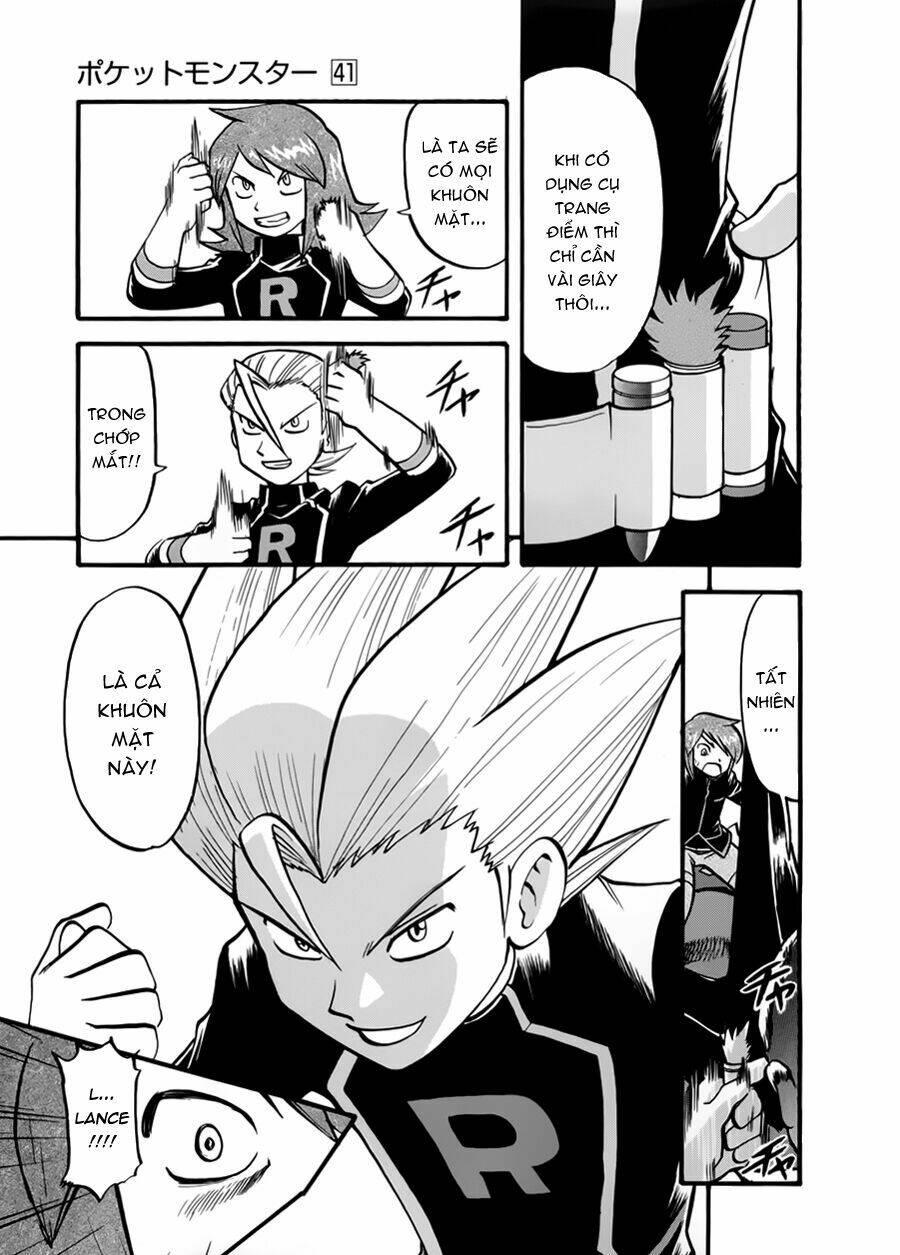 ポケットモンスター 41
KHI CÓ
DỤNG CỤ
TRANG
ĐIỂM THÌ
CHỈ CẦN
VÀI GIÂY
THÔI...
LÀ TA SẼ
CÓ MỌI
KHUÔN
MẶT...
チャ
R
TRONG
CHỚP
MẮT!!
チャ
チャ
R
TẤT
NHIÊN
...
チャ
チャ
LÀ CẢ
KHUÔN
MẶT
NÀY!
R
L...
LANCE
!!!!